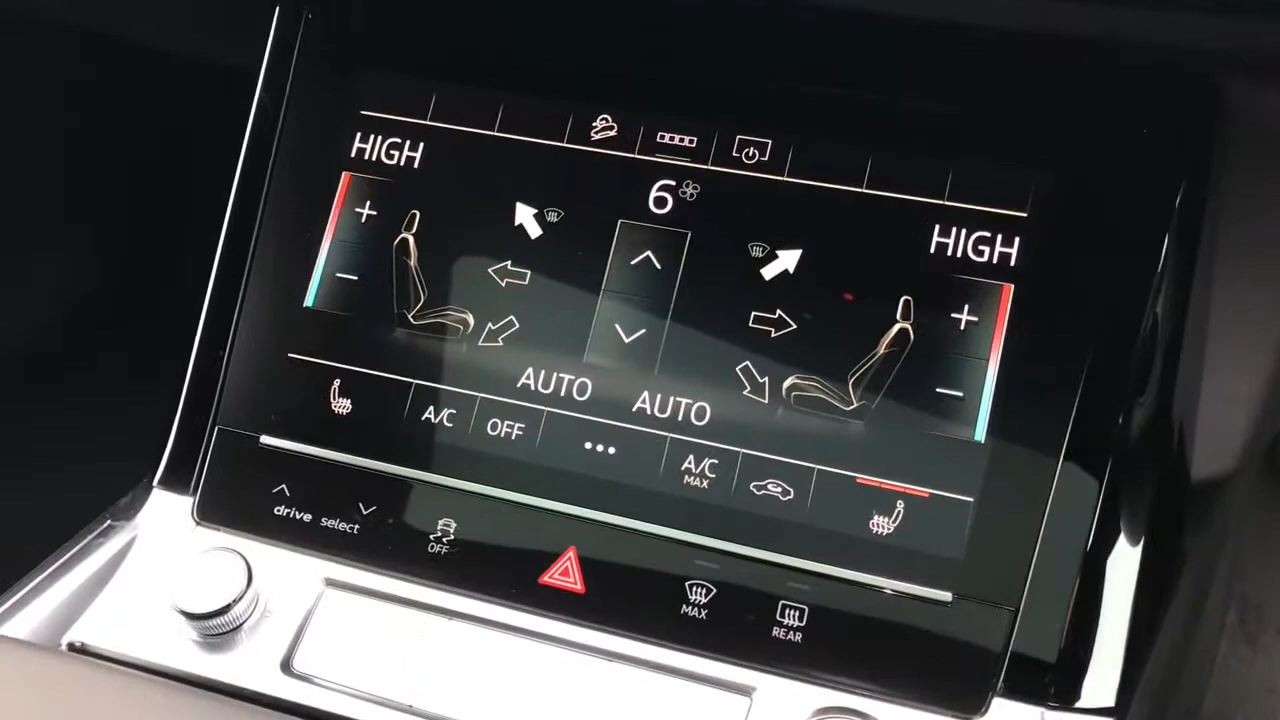 HIGH
6
HIGH
AUTO AUTO
A/C OFF ••• A/C MAX
drive select
OFF
MAX
REAR